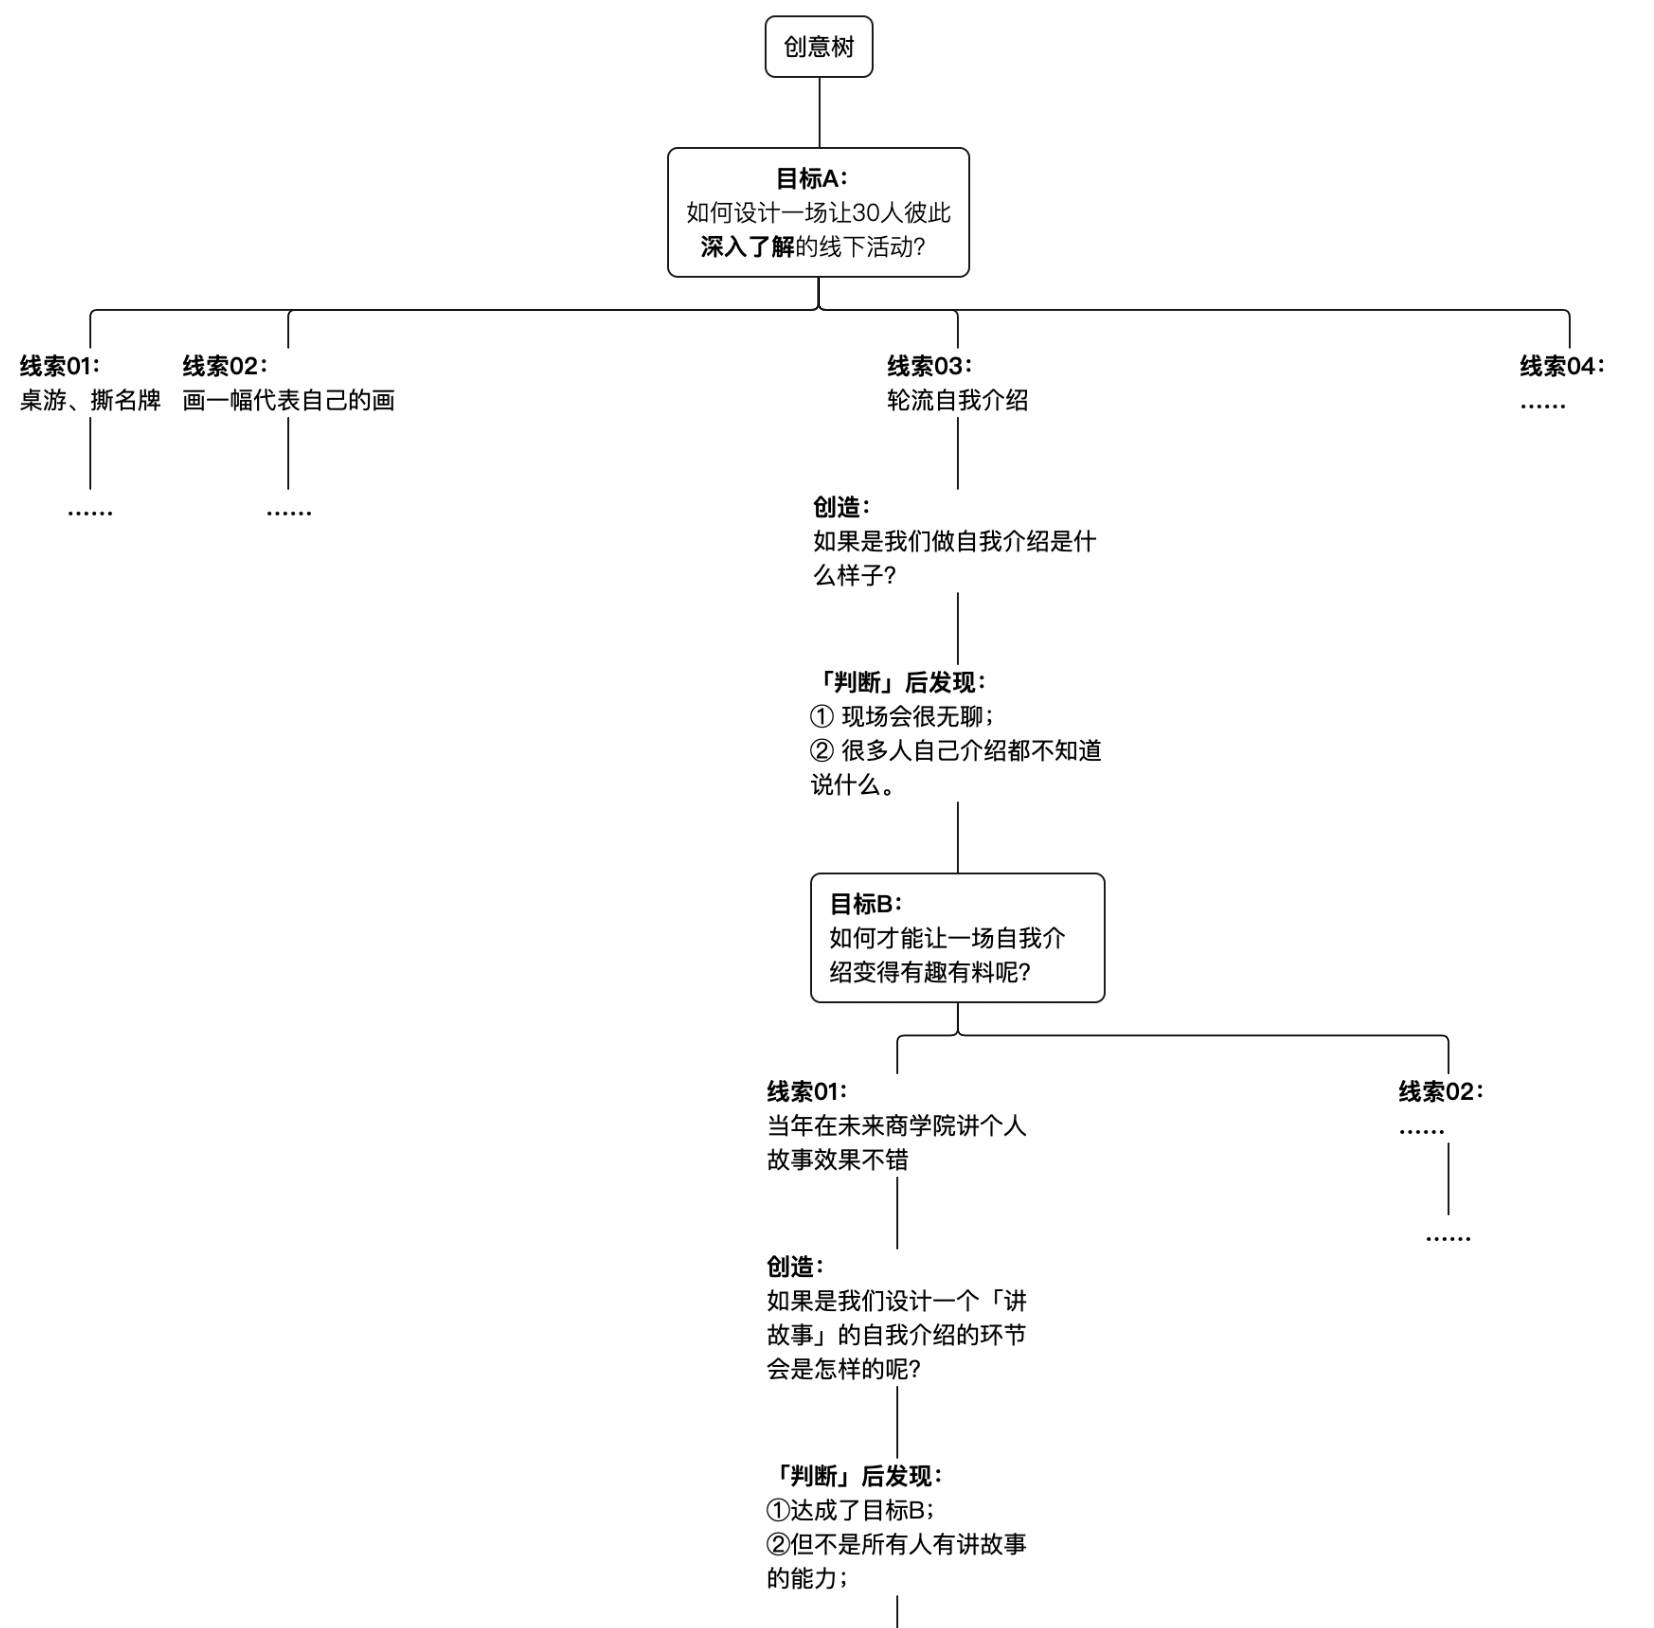 创意树
目标A：
如何设计一场让30人彼此
深入了解的线下活动？
线索01：
桌游、撕名牌
……
线索02：
画一幅代表自己的画
……
线索03：
轮流自我介绍
创造：
如果是我们做自我介绍是什
么样子？
「判断」后发现：
① 现场会很无聊；
② 很多人自己介绍都不知道
说什么。
目标B：
如何才能让一场自我介
绍变得有趣有料呢？
线索01：
当年在未来商学院讲个人
故事效果不错
创造：
如果是我们设计一个「讲
故事」的自我介绍的环节
会是怎样的呢？
「判断」后发现：
①达成了目标B；
②但不是所有人有讲故事
的能力；
线索02：
……
……
线索04：
……